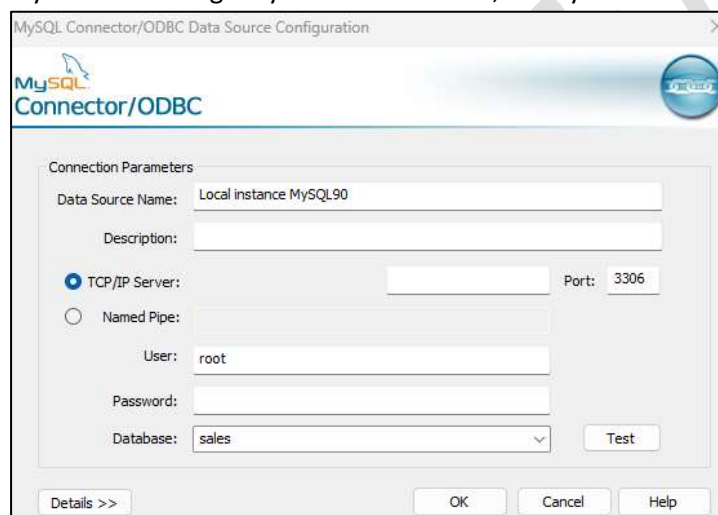 MySQL Connector/ODBC Data Source Configuration
MySQL
Connector/ODBC
Connection Parameters
Data Source Name: Local instance MySQL90
Description:
TCP/IP Server: Port: 3306
Named Pipe:
User: root
Password:
Database: sales Test
Details >> OK Cancel Help